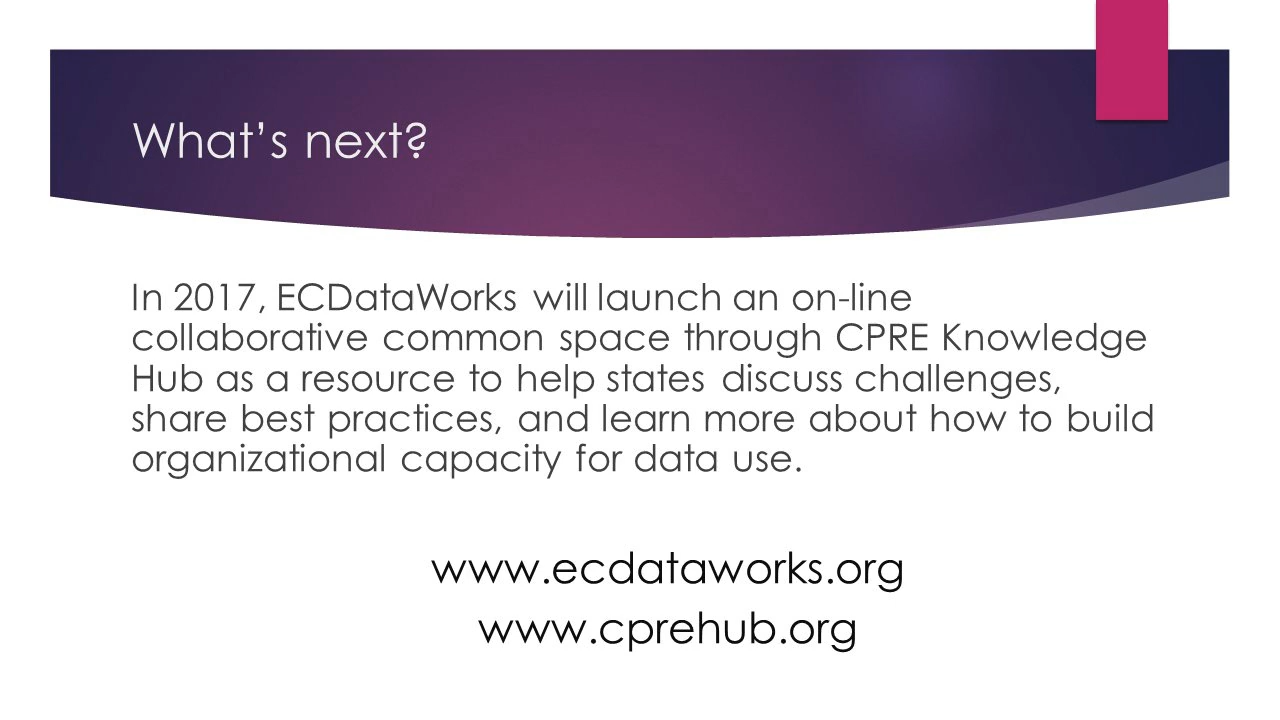 What’s next?
In 2017, ECDataWorks will launch an on-line
collaborative common space through CPRE Knowledge
Hub as a resource to help states discuss challenges,
share best practices, and learn more about how to build
organizational capacity for data use.
www.ecdataworks.org
www.cprehub.org